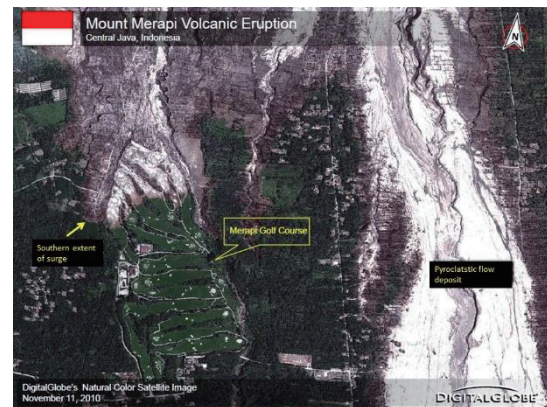 Mount Merapi Volcanic Eruption
Central Java, Indonesia
N
Merapi Golf Course
Southern extent
of surge
Pyroclatstic flow
deposit
DigitalGlobe's Natural Color Satellite Image
November 11, 2010
DIGITALGLOBE